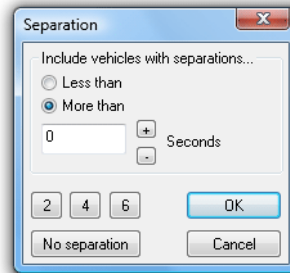 Separation
Include vehicles with separations...
Less than
More than
0
+
Seconds
-
2 4 6 OK
No separation Cancel